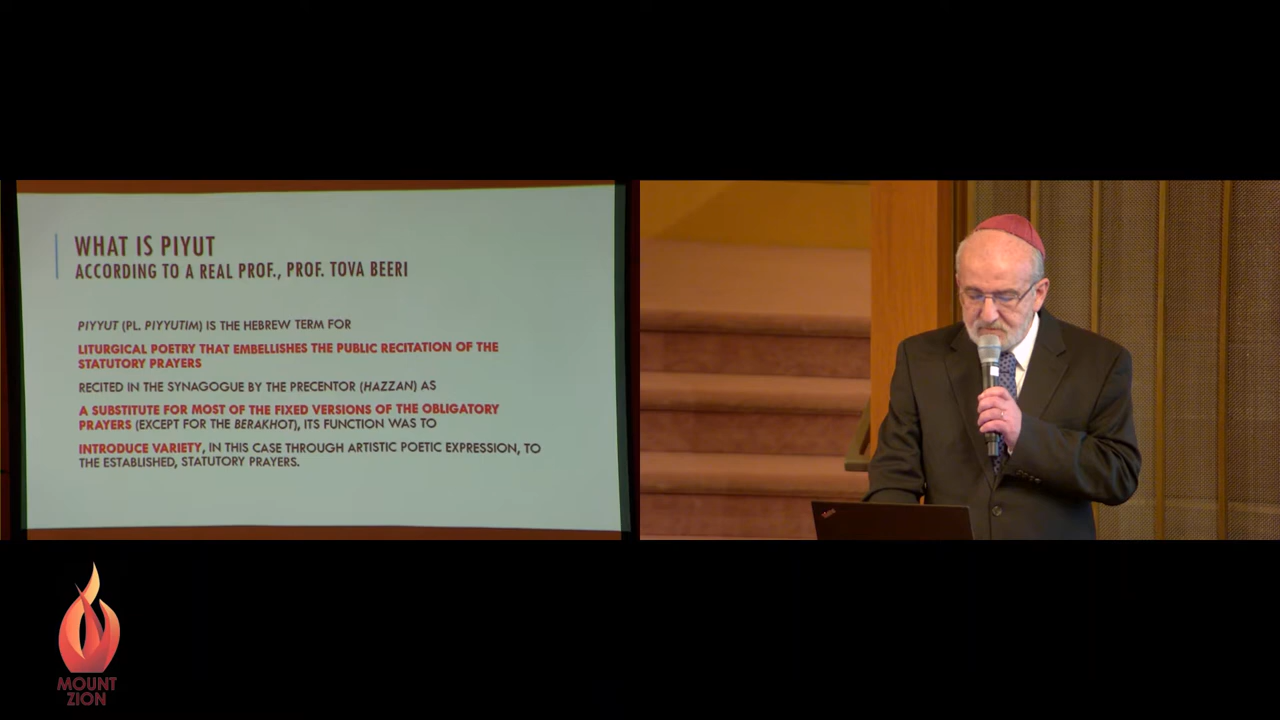 WHAT IS PIYUT
ACCORDING TO A REAL PROF., PROF. TOVA BEERI
PIYYUT (PL. PIYYUTIM) IS THE HEBREW TERM FOR
LITURGICAL POETRY THAT EMBELLISHES THE PUBLIC RECITATION OF THE
STATUTORY PRAYERS
RECITED IN THE SYNAGOGUE BY THE PRECENTOR (HAZZAN) AS
A SUBSTITUTE FOR MOST OF THE FIXED VERSIONS OF THE OBLIGATORY
PRAYERS (EXCEPT FOR THE BERAKHOT), ITS FUNCTION WAS TO
INTRODUCE VARIETY, IN THIS CASE THROUGH ARTISTIC POETIC EXPRESSION, TO
THE ESTABLISHED, STATUTORY PRAYERS.
MOUNT
ZION